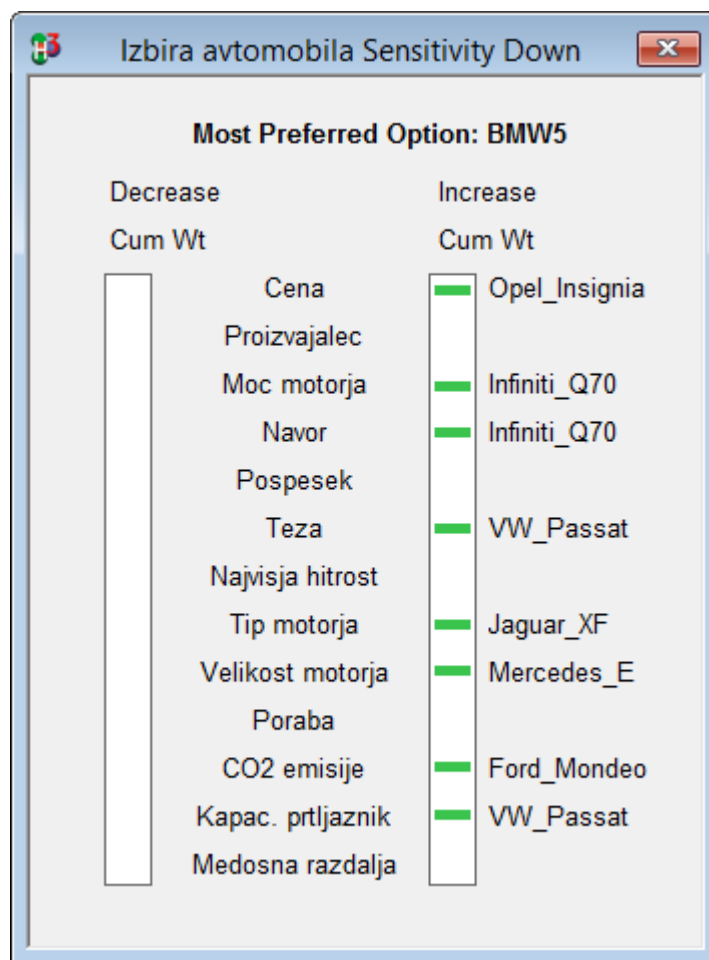 Izbira avtomobila Sensitivity Down
Most Preferred Option: BMW5
Decrease Increase
Cum Wt Cum Wt
Cena Opel_Insignia
Proizvajalec
Moc motorja Infiniti_Q70
Navor Infiniti_Q70
Pospesek
Teza VW_Passat
Najvisja hitrost
Tip motorja Jaguar_XF
Velikost motorja Mercedes_E
Poraba
CO2 emisije Ford_Mondeo
Kapac. prtljaznik VW_Passat
Medosna razdalja